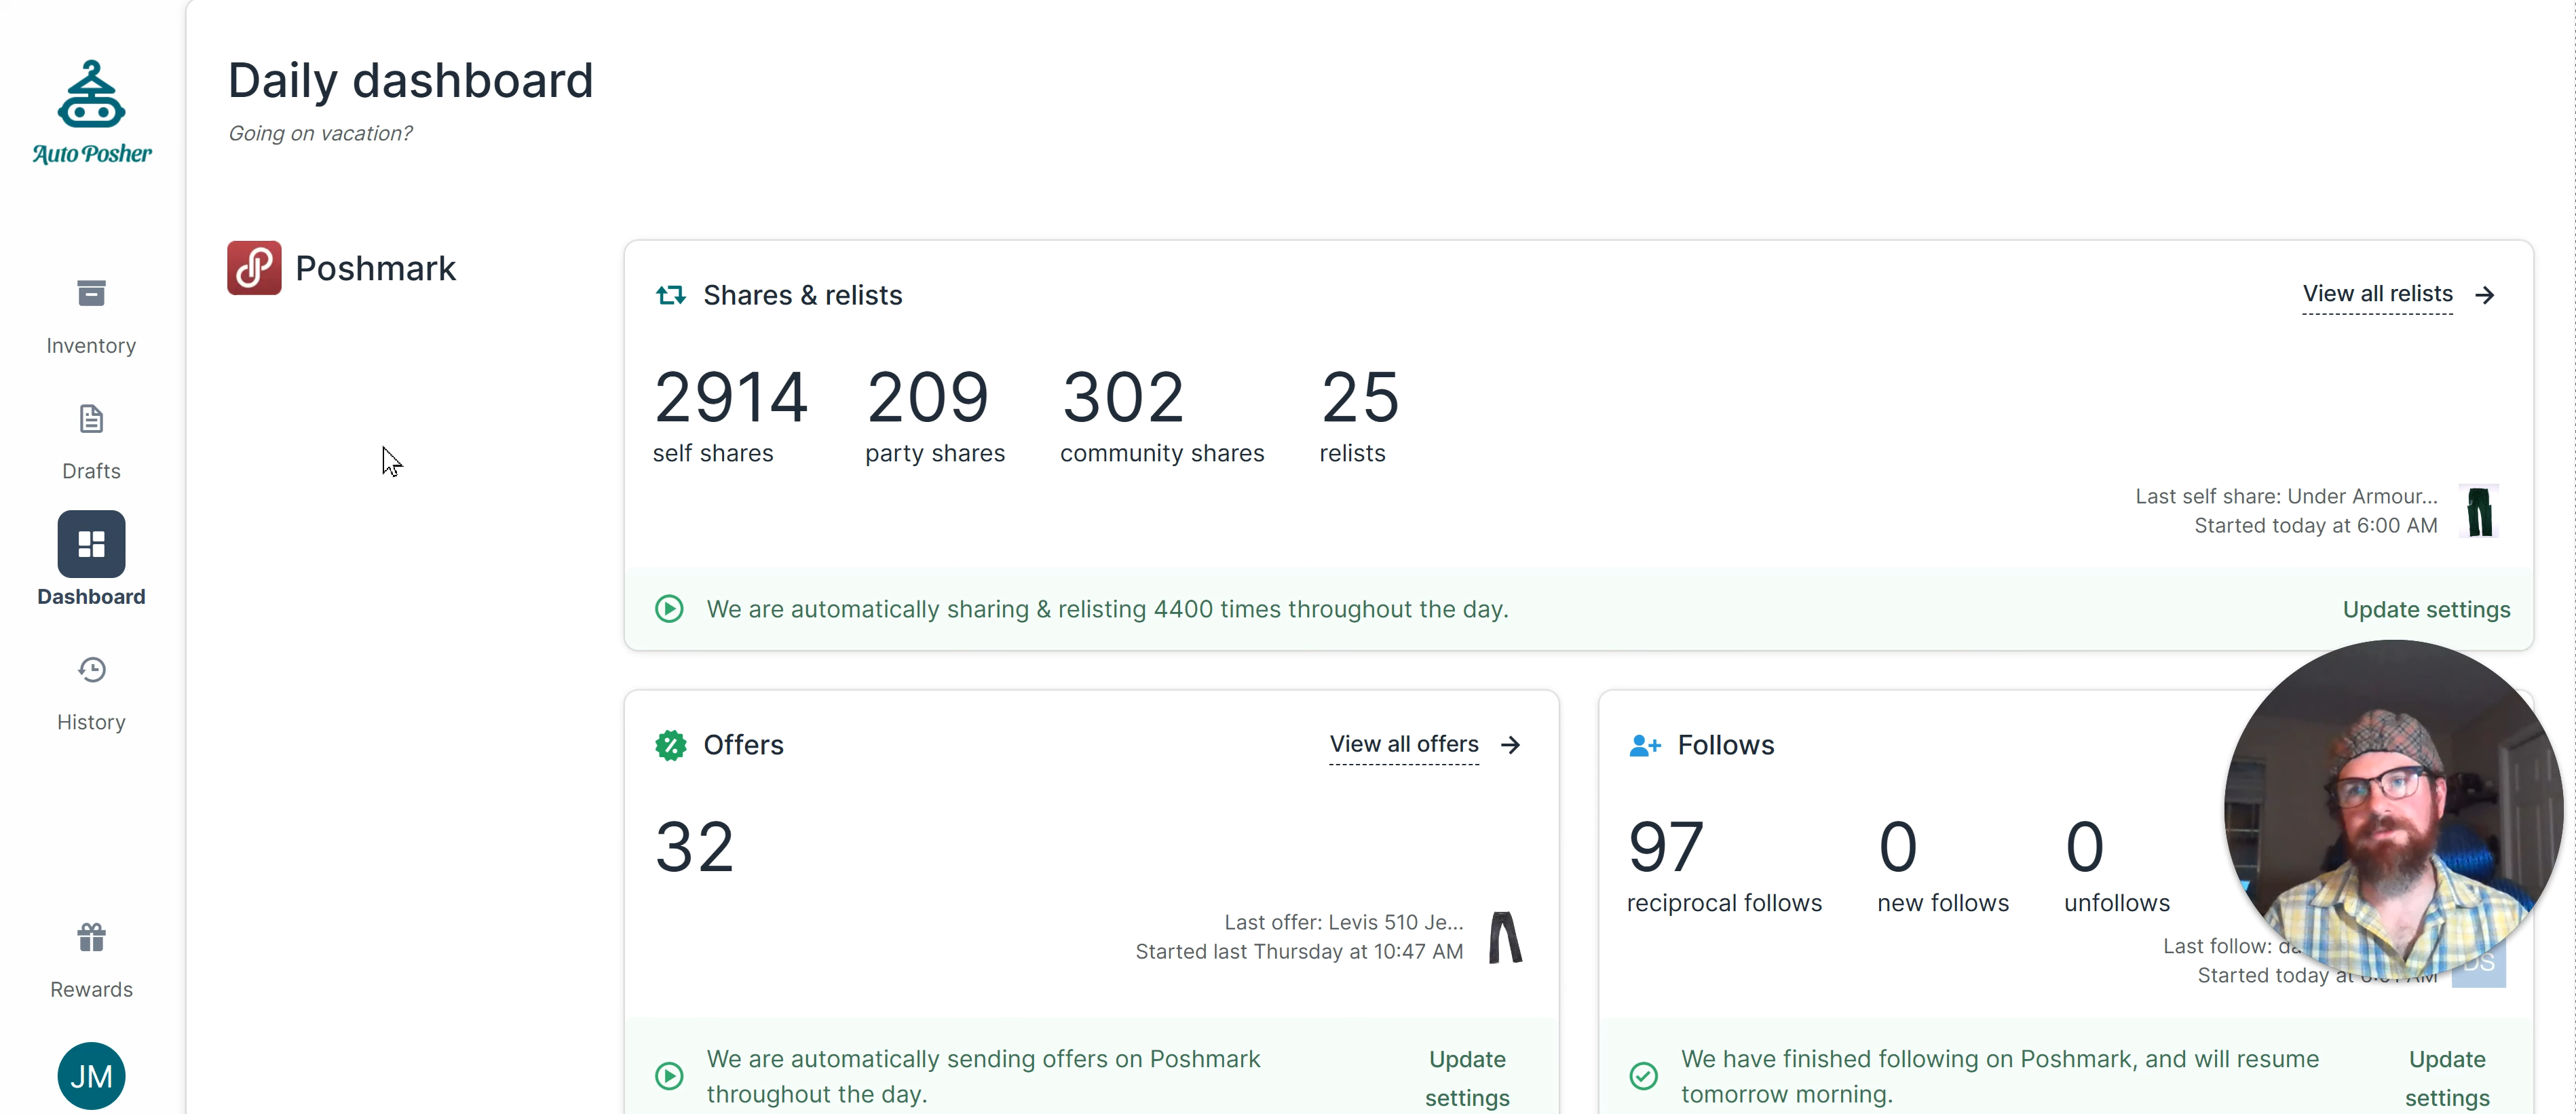 Auto Posher
Inventory
Drafts
Dashboard
History
Rewards
JM
Daily dashboard
Going on vacation?
Poshmark
Shares & relists
View all relists
2914
self shares
209
party shares
302
community shares
25
relists
Last self share: Under Armour...
Started today at 6:00 AM
We are automatically sharing & relisting 4400 times throughout the day.
Update settings
Offers
View all offers
32
Last offer: Levis 510 Je...
Started last Thursday at 10:47 AM
We are automatically sending offers on Poshmark
throughout the day.
Update
settings
Follows
97
reciprocal follows
0
new follows
0
unfollows
Last follow:
Started today at
DS
We have finished following on Poshmark, and will resume
tomorrow morning.
Update
settings